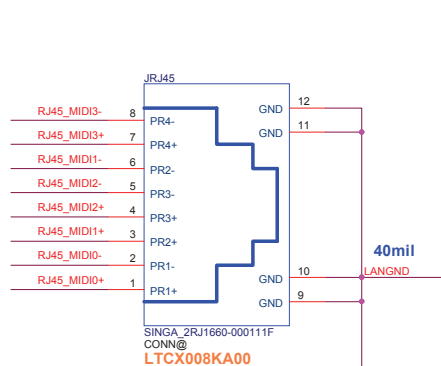 JRJ45
RJ45_MIDI3- 8 PR4- GND 12
RJ45_MIDI3+ 7 PR4+ GND 11
RJ45_MIDI1- 6 PR2-
RJ45_MIDI2- 5 PR3-
RJ45_MIDI2+ 4 PR3+
RJ45_MIDI1+ 3 PR2+
40mil
RJ45_MIDI0- 2 PR1- GND 10 LANGND
RJ45_MIDI0+ 1 PR1+ GND 9
SINGA_2RJ1660-000111F
CONN@
LTCX008KA00